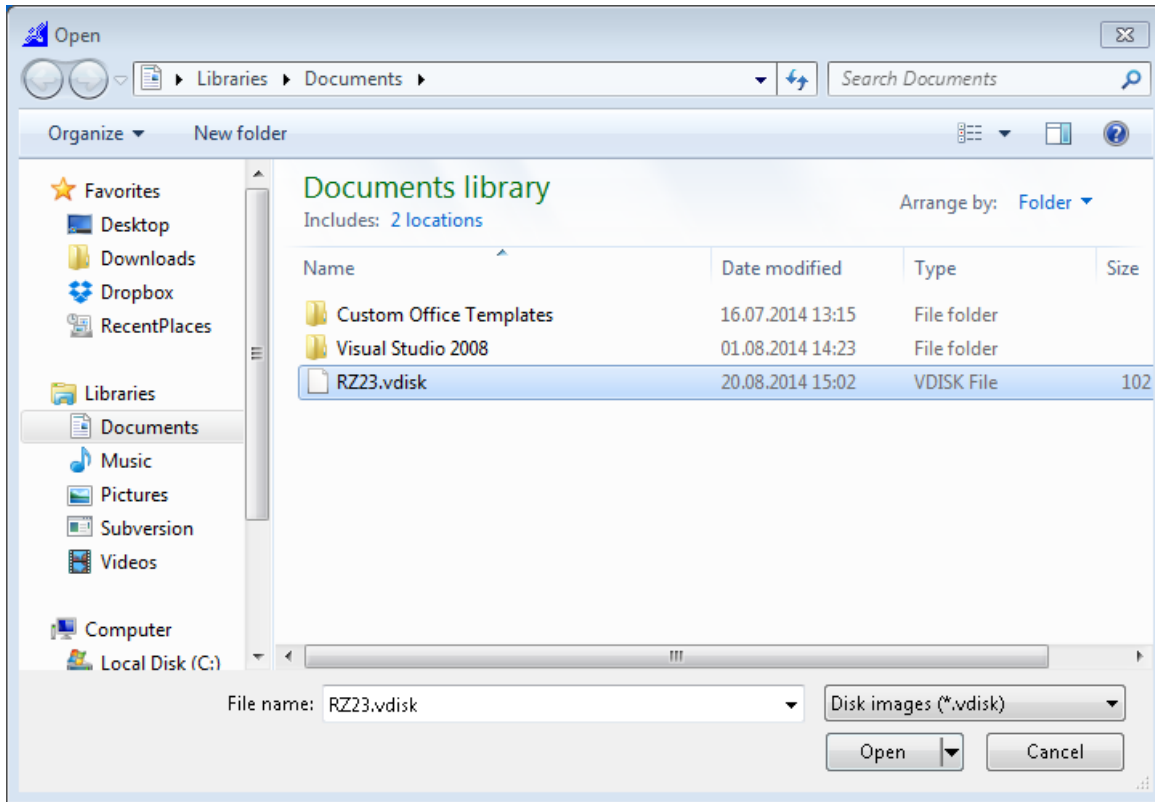 Open
Libraries Documents
Search Documents
Organize New folder
Favorites
Desktop
Downloads
Dropbox
RecentPlaces
Libraries
Documents
Music
Pictures
Subversion
Videos
Computer
Local Disk (C:)
Documents library
Includes: 2 locations
Arrange by: Folder
Name Date modified Type Size
Custom Office Templates 16.07.2014 13:15 File folder
Visual Studio 2008 01.08.2014 14:23 File folder
RZ23.vdisk 20.08.2014 15:02 VDISK File 102
File name: RZ23.vdisk Disk images (*.vdisk)
Open Cancel